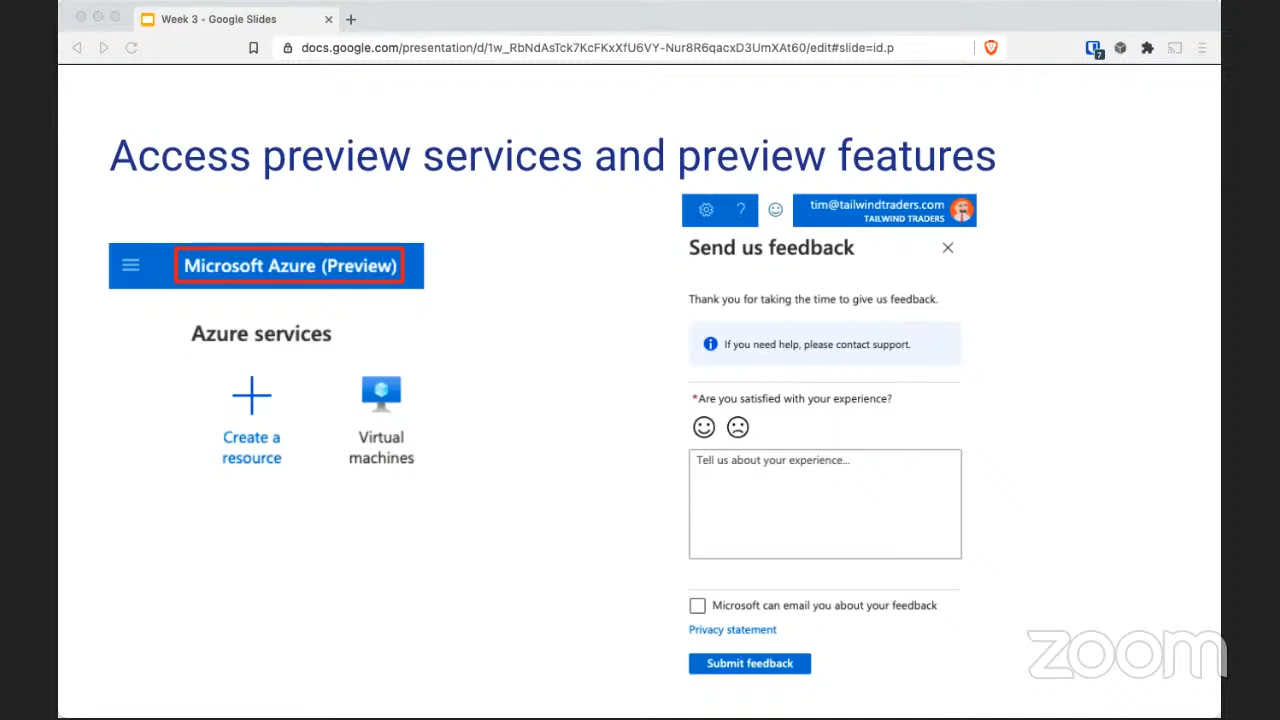 Week 3 - Google Slides
docs.google.com/presentation/d/1w_RbNdAsTck7KcFKxXfU6VY-Nur8R6qacxD3UmXAt60/edit#slide=id.p
7
Access preview services and preview features
Microsoft Azure (Preview)
Azure services
Create a
resource
Virtual
machines
?
tim@tailwindtraders.com
TAILWIND TRADERS
Send us feedback
Thank you for taking the time to give us feedback.
If you need help, please contact support.
*Are you satisfied with your experience?
Tell us about your experience...
Microsoft can email you about your feedback
Privacy statement
Submit feedback
zoom